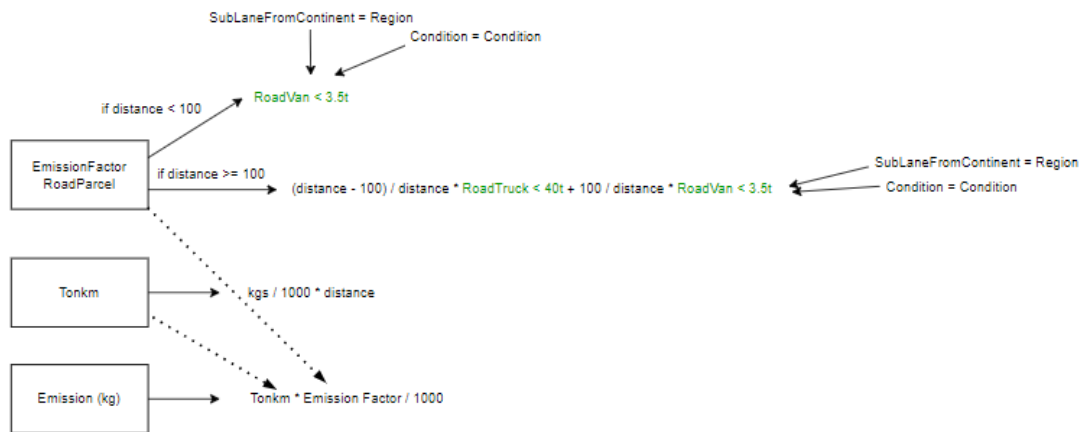 SubLaneFromContinent = Region
Condition = Condition
RoadVan < 3.5t
if distance < 100
EmissionFactor
RoadParcel
if distance >= 100
(distance - 100) / distance * RoadTruck < 40t + 100 / distance * RoadVan < 3.5t
SubLaneFromContinent = Region
Condition = Condition
Tonkm
kgs / 1000 * distance
Emission (kg)
Tonkm * Emission Factor / 1000